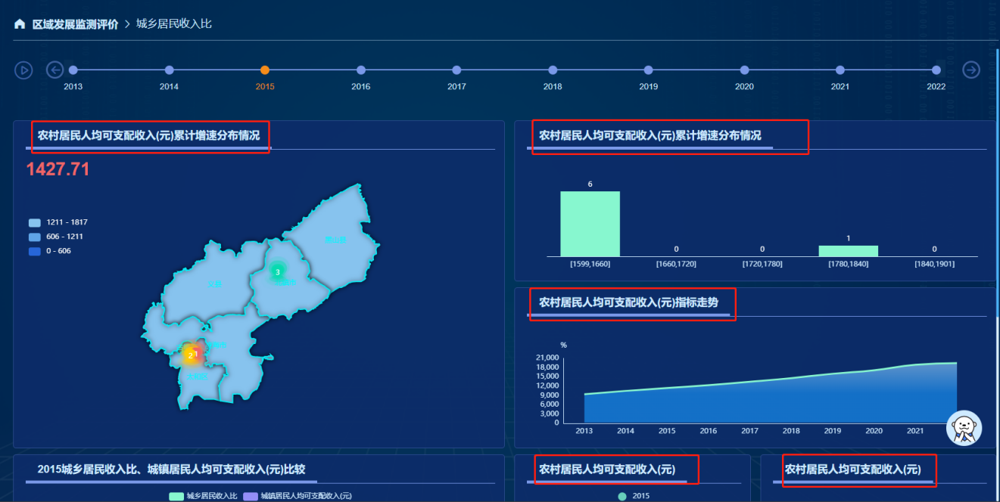 区域发展监测评价 > 城乡居民收入比
2013 2014 2015 2016 2017 2018 2019 2020 2021 2022
农村居民人均可支配收入(元)累计增速分布情况
1427.71
1211 - 1817
606 - 1211
0 - 606
3
2 1
农村居民人均可支配收入(元)累计增速分布情况
6 0 0 1 0
[1599,1660] [1660,1720] [1720,1780] [1780,1840] [1840,1901]
农村居民人均可支配收入(元)指标走势
%
21,000
18,000
15,000
12,000
9,000
6,000
3,000
0
2013 2014 2015 2016 2017 2018 2019 2020 2021
2015城乡居民收入比、城镇居民人均可支配收入(元)比较
城乡居民收入比 城镇居民人均可支配收入(元)
农村居民人均可支配收入(元)
2015
农村居民人均可支配收入(元)